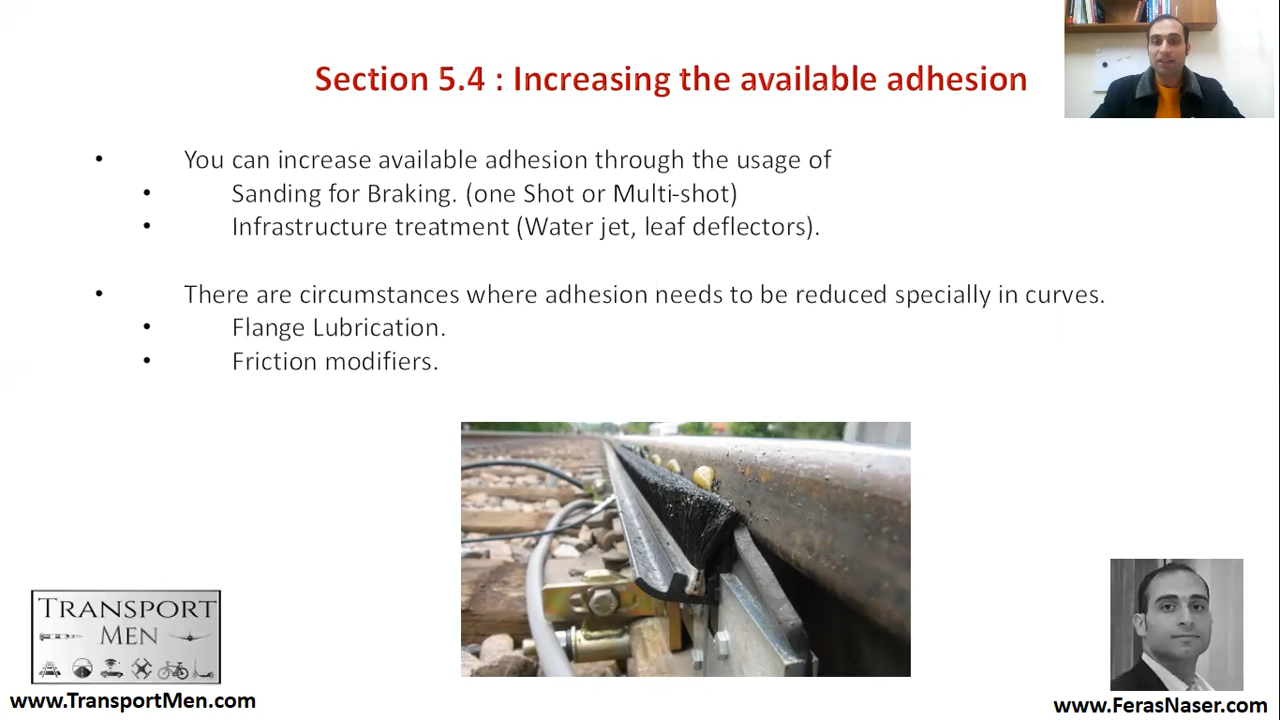 Section 5.4 : Increasing the available adhesion
• You can increase available adhesion through the usage of
• Sanding for Braking. (one Shot or Multi-shot)
• Infrastructure treatment (Water jet, leaf deflectors).
• There are circumstances where adhesion needs to be reduced specially in curves.
• Flange Lubrication.
• Friction modifiers.
TRANSPORT
MEN
www.TransportMen.com
www.FerasNaser.com